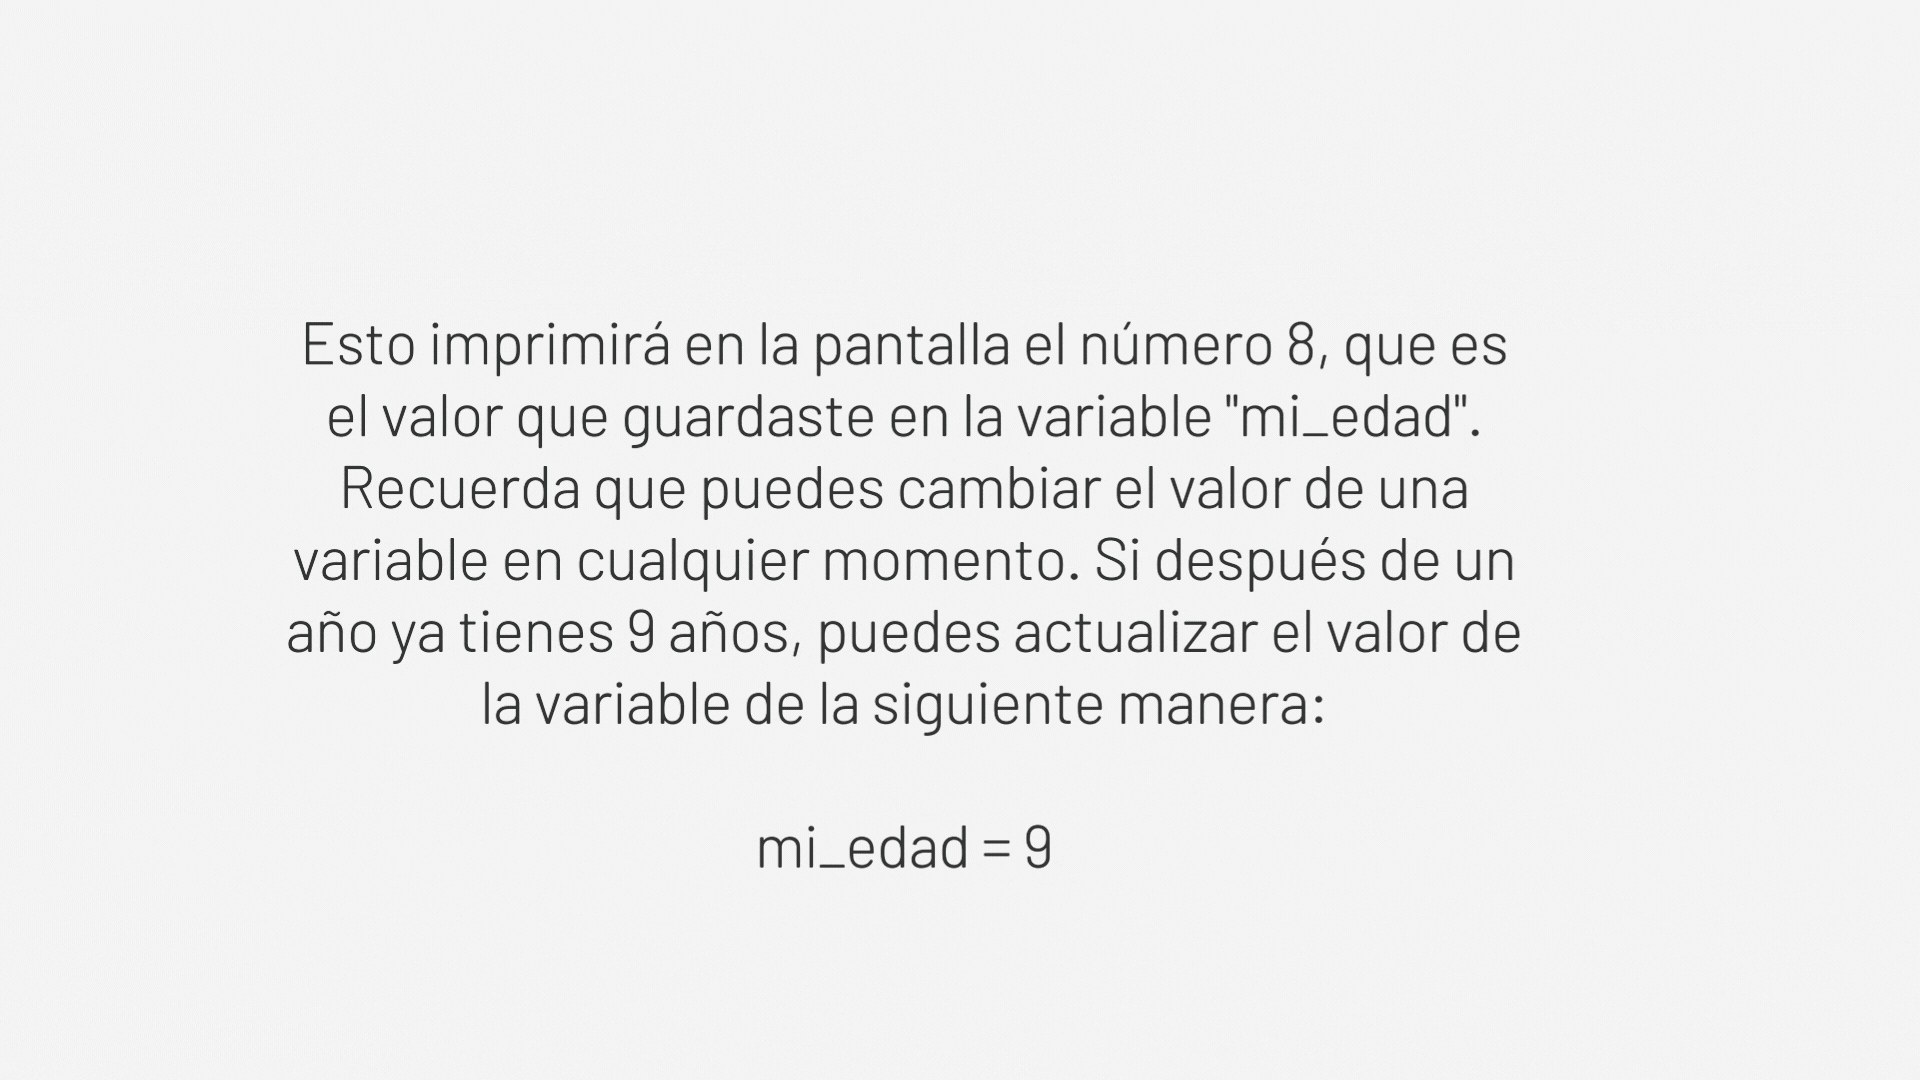 Esto imprimirá en la pantalla el número 8, que es
el valor que guardaste en la variable "mi_edad".
Recuerda que puedes cambiar el valor de una
variable en cualquier momento. Si después de un
año ya tienes 9 años, puedes actualizar el valor de
la variable de la siguiente manera:
mi_edad = 9